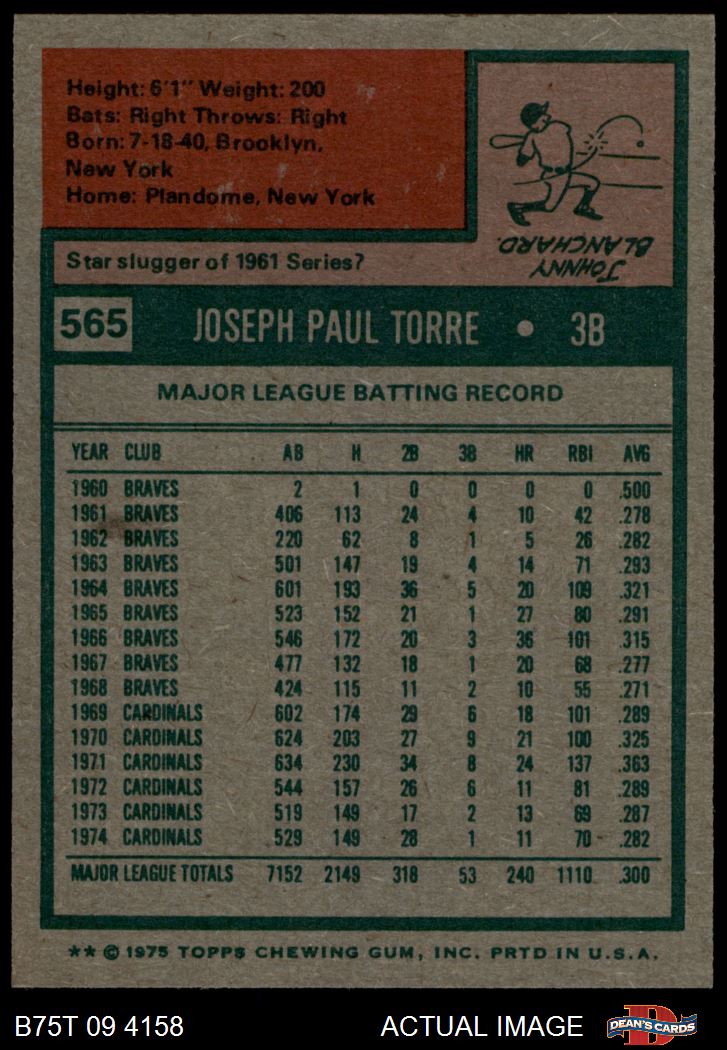 Height: 6'1" Weight: 200
Bats: Right Throws: Right
Born: 7-18-40, Brooklyn,
New York
Home: Plandome, New York
Star slugger of 1961 Series?
JOHNNY
BLANCHARD.
565 JOSEPH PAUL TORRE • 3B
MAJOR LEAGUE BATTING RECORD
YEAR CLUB AB H 2B 3B HR RBI AVG
1960 BRAVES 2 1 0 0 0 0 .500
1961 BRAVES 406 113 24 4 10 42 .278
1962 BRAVES 220 62 8 1 5 26 .282
1963 BRAVES 501 147 19 4 14 71 .293
1964 BRAVES 601 193 36 5 20 109 .321
1965 BRAVES 523 152 21 1 27 80 .291
1966 BRAVES 546 172 20 3 36 101 .315
1967 BRAVES 477 132 18 1 20 68 .277
1968 BRAVES 424 115 11 2 10 55 .271
1969 CARDINALS 602 174 29 6 18 101 .289
1970 CARDINALS 624 203 27 9 21 100 .325
1971 CARDINALS 634 230 34 8 24 137 .363
1972 CARDINALS 544 157 26 6 11 81 .289
1973 CARDINALS 519 149 17 2 13 69 .287
1974 CARDINALS 529 149 28 1 11 70 .282
MAJOR LEAGUE TOTALS 7152 2149 318 53 240 1110 .300
** © 1975 TOPPS CHEWING GUM, INC. PRTD IN U.S.A.
B75T 09 4158 ACTUAL IMAGE DEAN'S CARDS